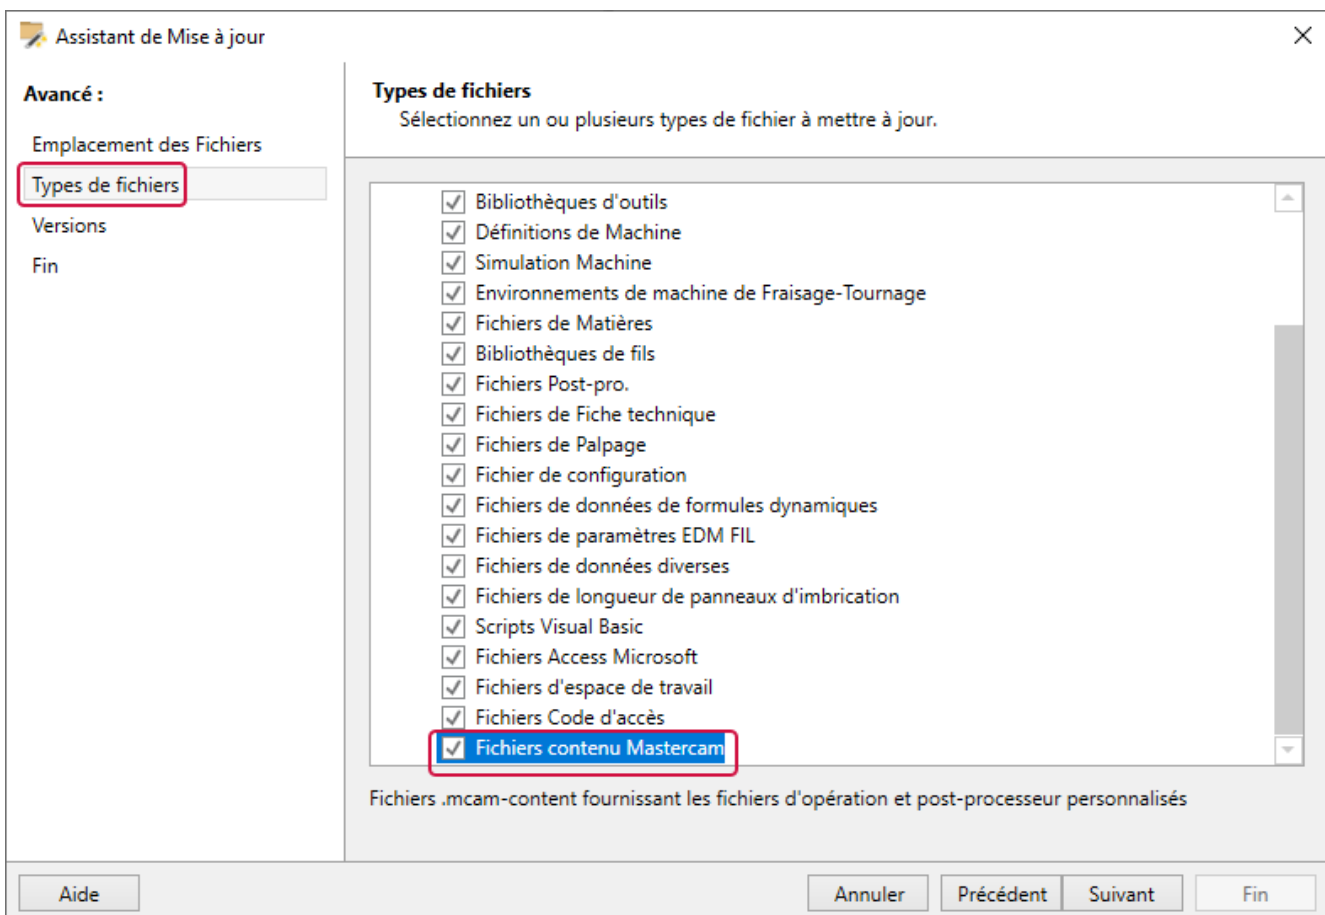 Assistant de Mise à jour
Avancé :
Emplacement des Fichiers
Types de fichiers
Versions
Fin
Types de fichiers
Sélectionnez un ou plusieurs types de fichier à mettre à jour.
Bibliothèques d'outils
Définitions de Machine
Simulation Machine
Environnements de machine de Fraisage-Tournage
Fichiers de Matières
Bibliothèques de fils
Fichiers Post-pro.
Fichiers de Fiche technique
Fichiers de Palpage
Fichier de configuration
Fichiers de données de formules dynamiques
Fichiers de paramètres EDM FIL
Fichiers de données diverses
Fichiers de longueur de panneaux d'imbrication
Scripts Visual Basic
Fichiers Access Microsoft
Fichiers d'espace de travail
Fichiers Code d'accès
Fichiers contenu Mastercam
Fichiers .mcam-content fournissant les fichiers d'opération et post-processeur personnalisés
Aide
Annuler
Précédent
Suivant
Fin